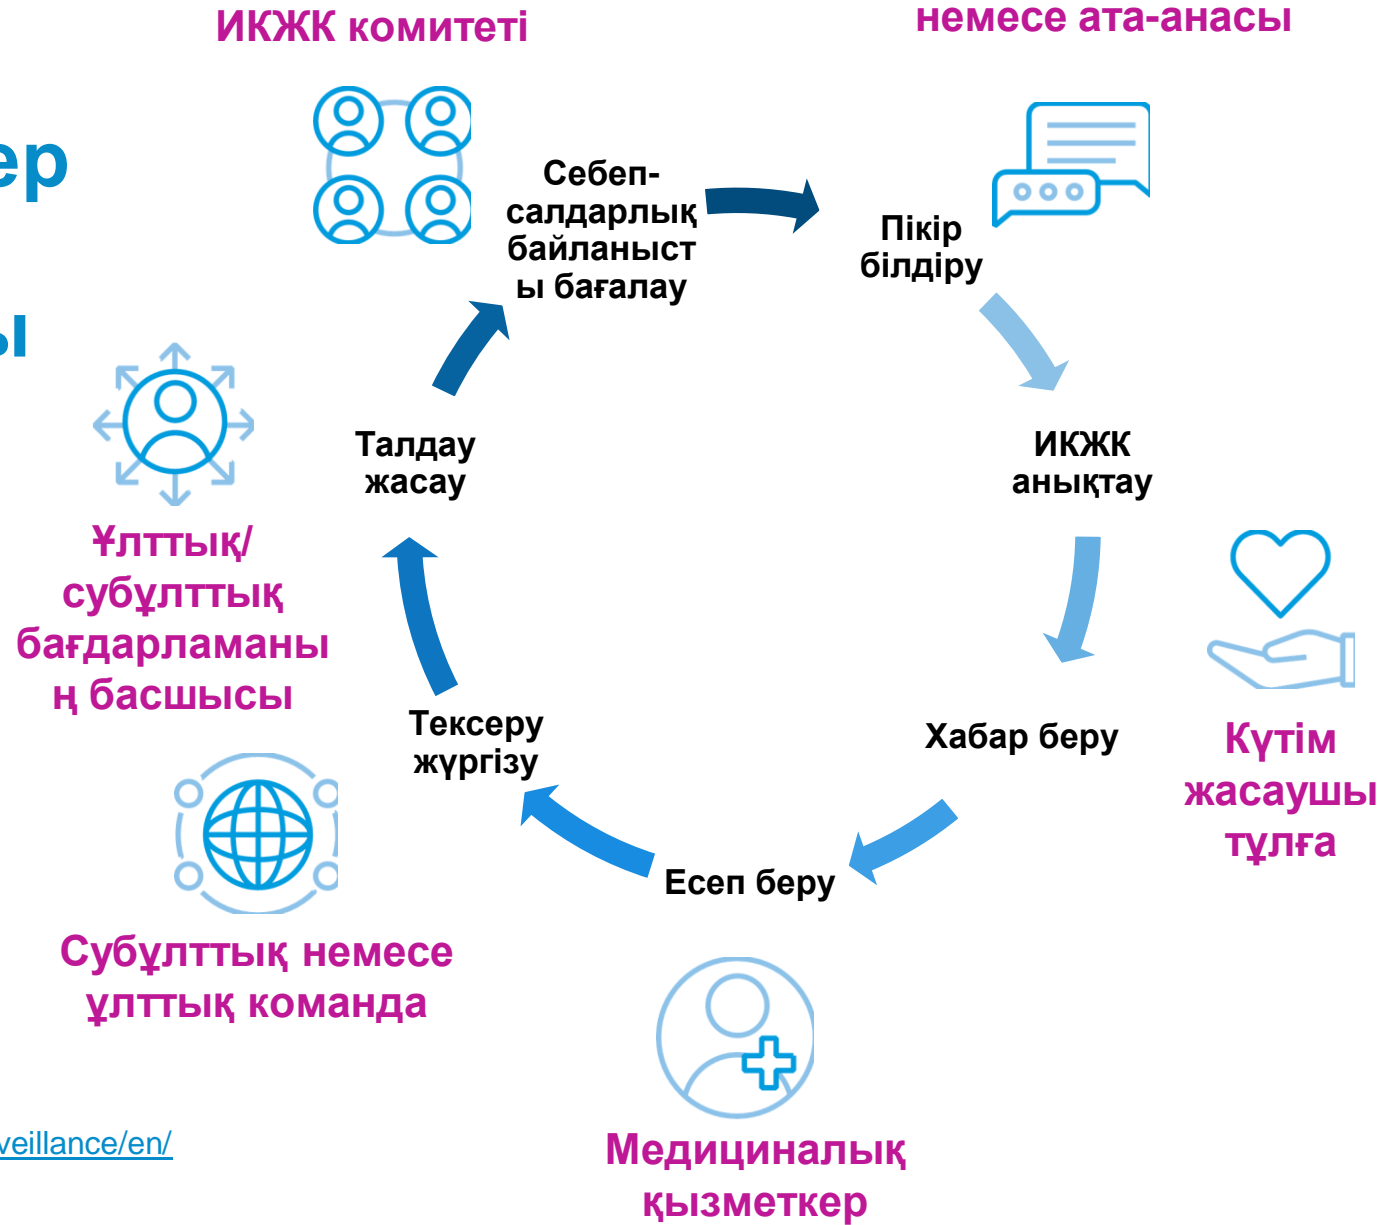 ИКЖК комитеті
немесе ата-анасы
ер
ы
Себеп-
салдарлық
байланыст
ы бағалау
Пікір
білдіру
ИКЖК
анықтау
Хабар беру
Күтім
жасаушы
тұлға
Есеп беру
Медициналық
қызметкер
Тексеру
жүргізу
Субұлттық немесе
ұлттық команда
Талдау
жасау
Ұлттық/
субұлттық
бағдарламаны
ң басшысы
veillance/en/